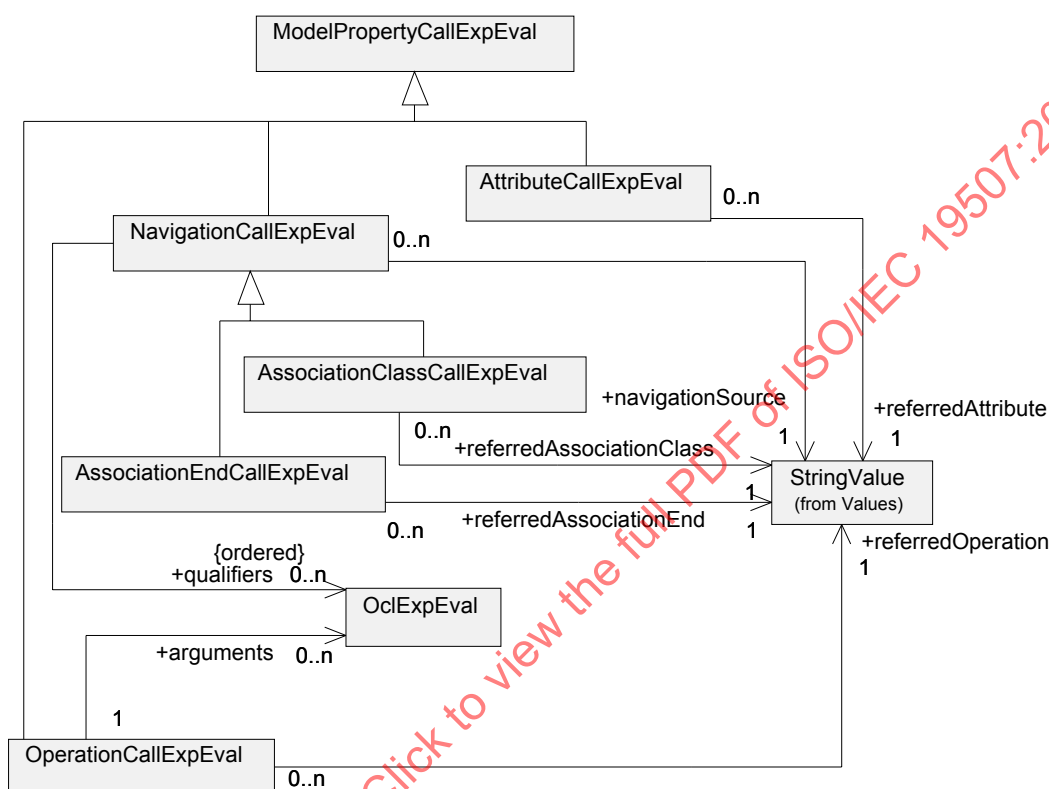 ModelPropertyCallExpEval
AttributeCallExpEval
0..n
NavigationCallExpEval
0..n
AssociationClassCallExpEval
0..n
+navigationSource
1
+referredAttribute
1
+referredAssociationClass
1
AssociationEndCallExpEval
0..n
+referredAssociationEnd
1
StringValue
(from Values)
+referredOperation
1
{ordered}
+qualifiers
0..n
OclExpEval
+arguments
0..n
1
OperationCallExpEval
0..n
Click to view the full PDF of ISO/IEC 19507:20